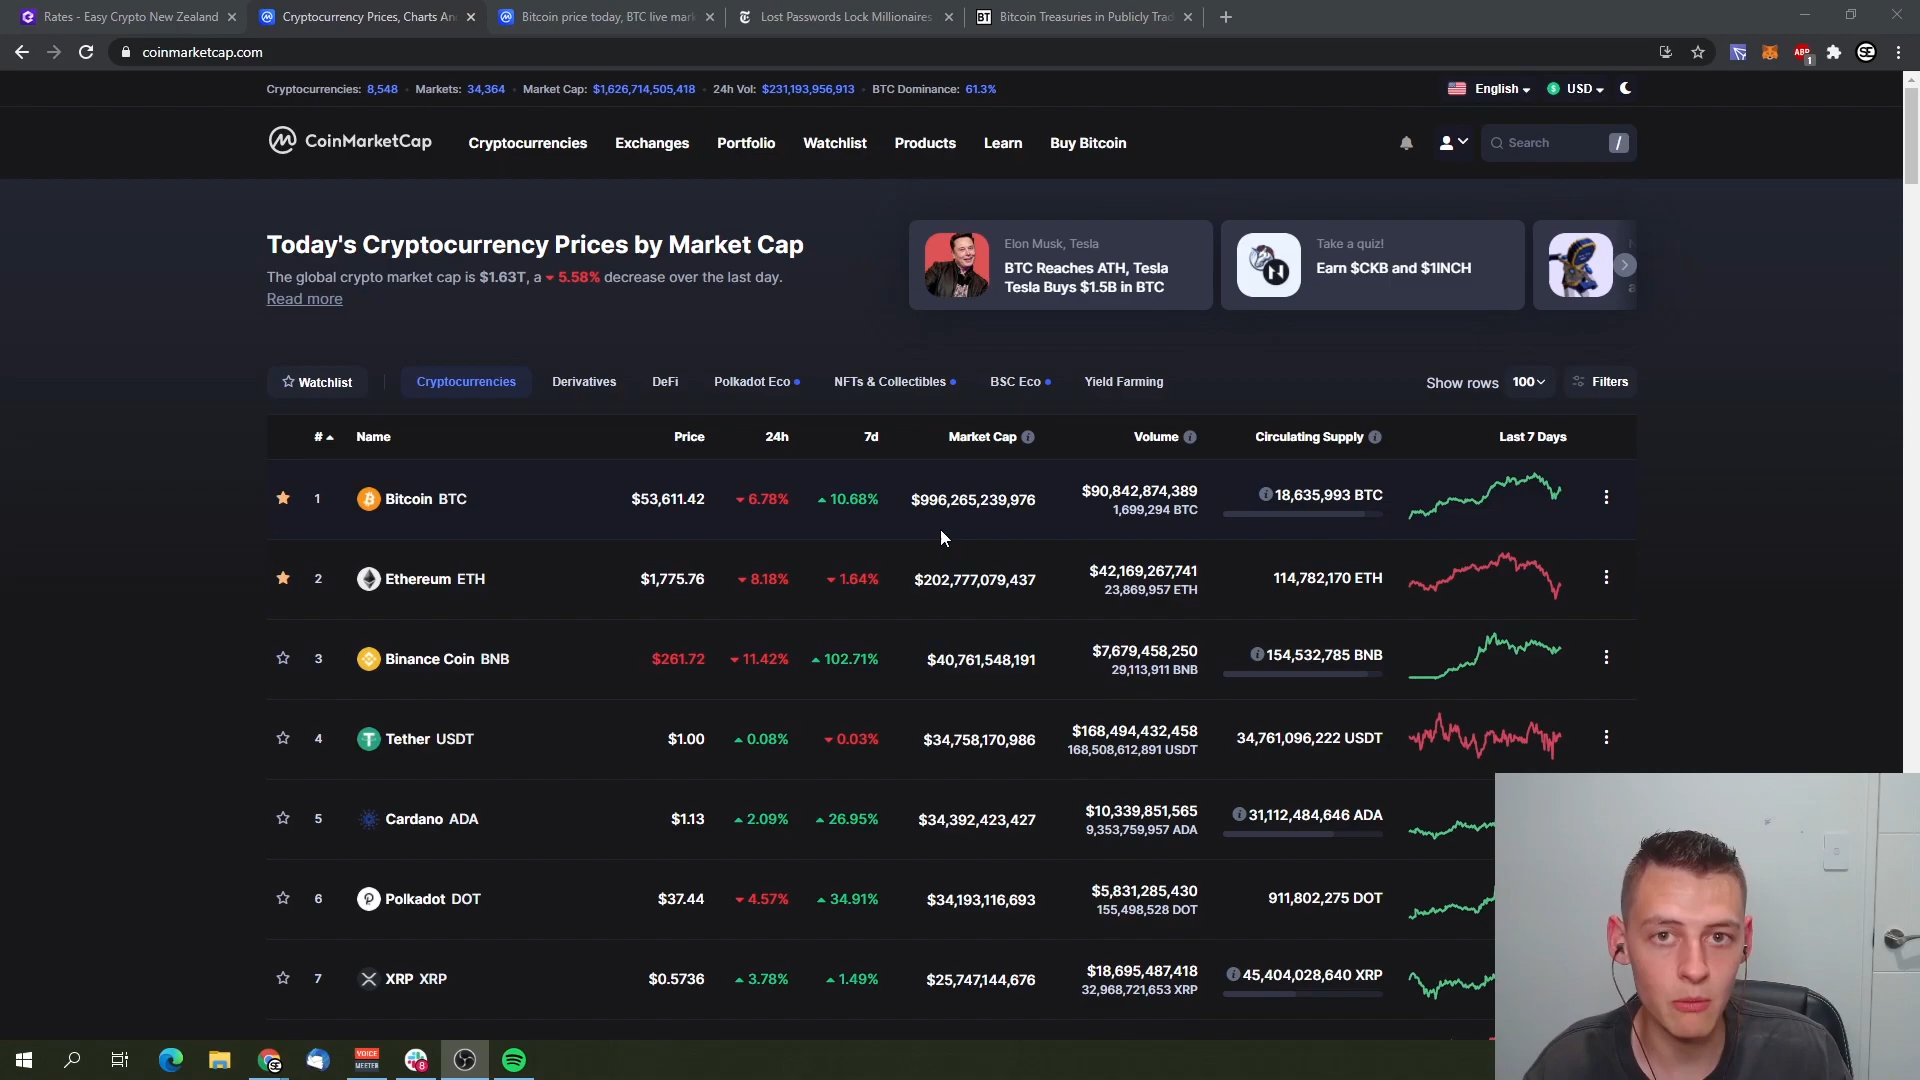 Rates - Easy Crypto New Zealand
Cryptocurrency Prices, Charts An
Bitcoin price today, BTC live mark
Lost Passwords Lock Millionaires
BT Bitcoin Treasuries in Publicly Trad
coinmarketcap.com
ABP 1
SE
Cryptocurrencies: 8,548 Markets: 34,364 Market Cap: $1,626,714,505,418 24h Vol: $231,193,956,913 BTC Dominance: 61.3%
English USD
CoinMarketCap Cryptocurrencies Exchanges Portfolio Watchlist Products Learn Buy Bitcoin
Search /
Today's Cryptocurrency Prices by Market Cap
The global crypto market cap is $1.63T, a 5.58% decrease over the last day.
Read more
Elon Musk, Tesla
BTC Reaches ATH, Tesla
Tesla Buys $1.5B in BTC
Take a quiz!
Earn $CKB and $1INCH
Watchlist Cryptocurrencies Derivatives DeFi Polkadot Eco NFTs & Collectibles BSC Eco Yield Farming
Show rows 100 Filters
# Name Price 24h 7d Market Cap Volume Circulating Supply Last 7 Days
1 Bitcoin BTC $53,611.42 6.78% 10.68% $996,265,239,976 $90,842,874,389 18,635,993 BTC
1,699,294 BTC
2 Ethereum ETH $1,775.76 8.18% 1.64% $202,777,079,437 $42,169,267,741 114,782,170 ETH
23,869,957 ETH
3 Binance Coin BNB $261.72 11.42% 102.71% $40,761,548,191 $7,679,458,250 154,532,785 BNB
29,113,911 BNB
4 Tether USDT $1.00 0.08% 0.03% $34,758,170,986 $168,494,432,458 34,761,096,222 USDT
168,508,612,891 USDT
5 Cardano ADA $1.13 2.09% 26.95% $34,392,423,427 $10,339,851,565 31,112,484,646 ADA
9,353,759,957 ADA
6 Polkadot DOT $37.44 4.57% 34.91% $34,193,116,693 $5,831,285,430 911,802,275 DOT
155,498,528 DOT
7 XRP XRP $0.5736 3.78% 1.49% $25,747,144,676 $18,695,487,418 45,404,028,640 XRP
32,968,721,653 XRP
VOICE
MEETER
8